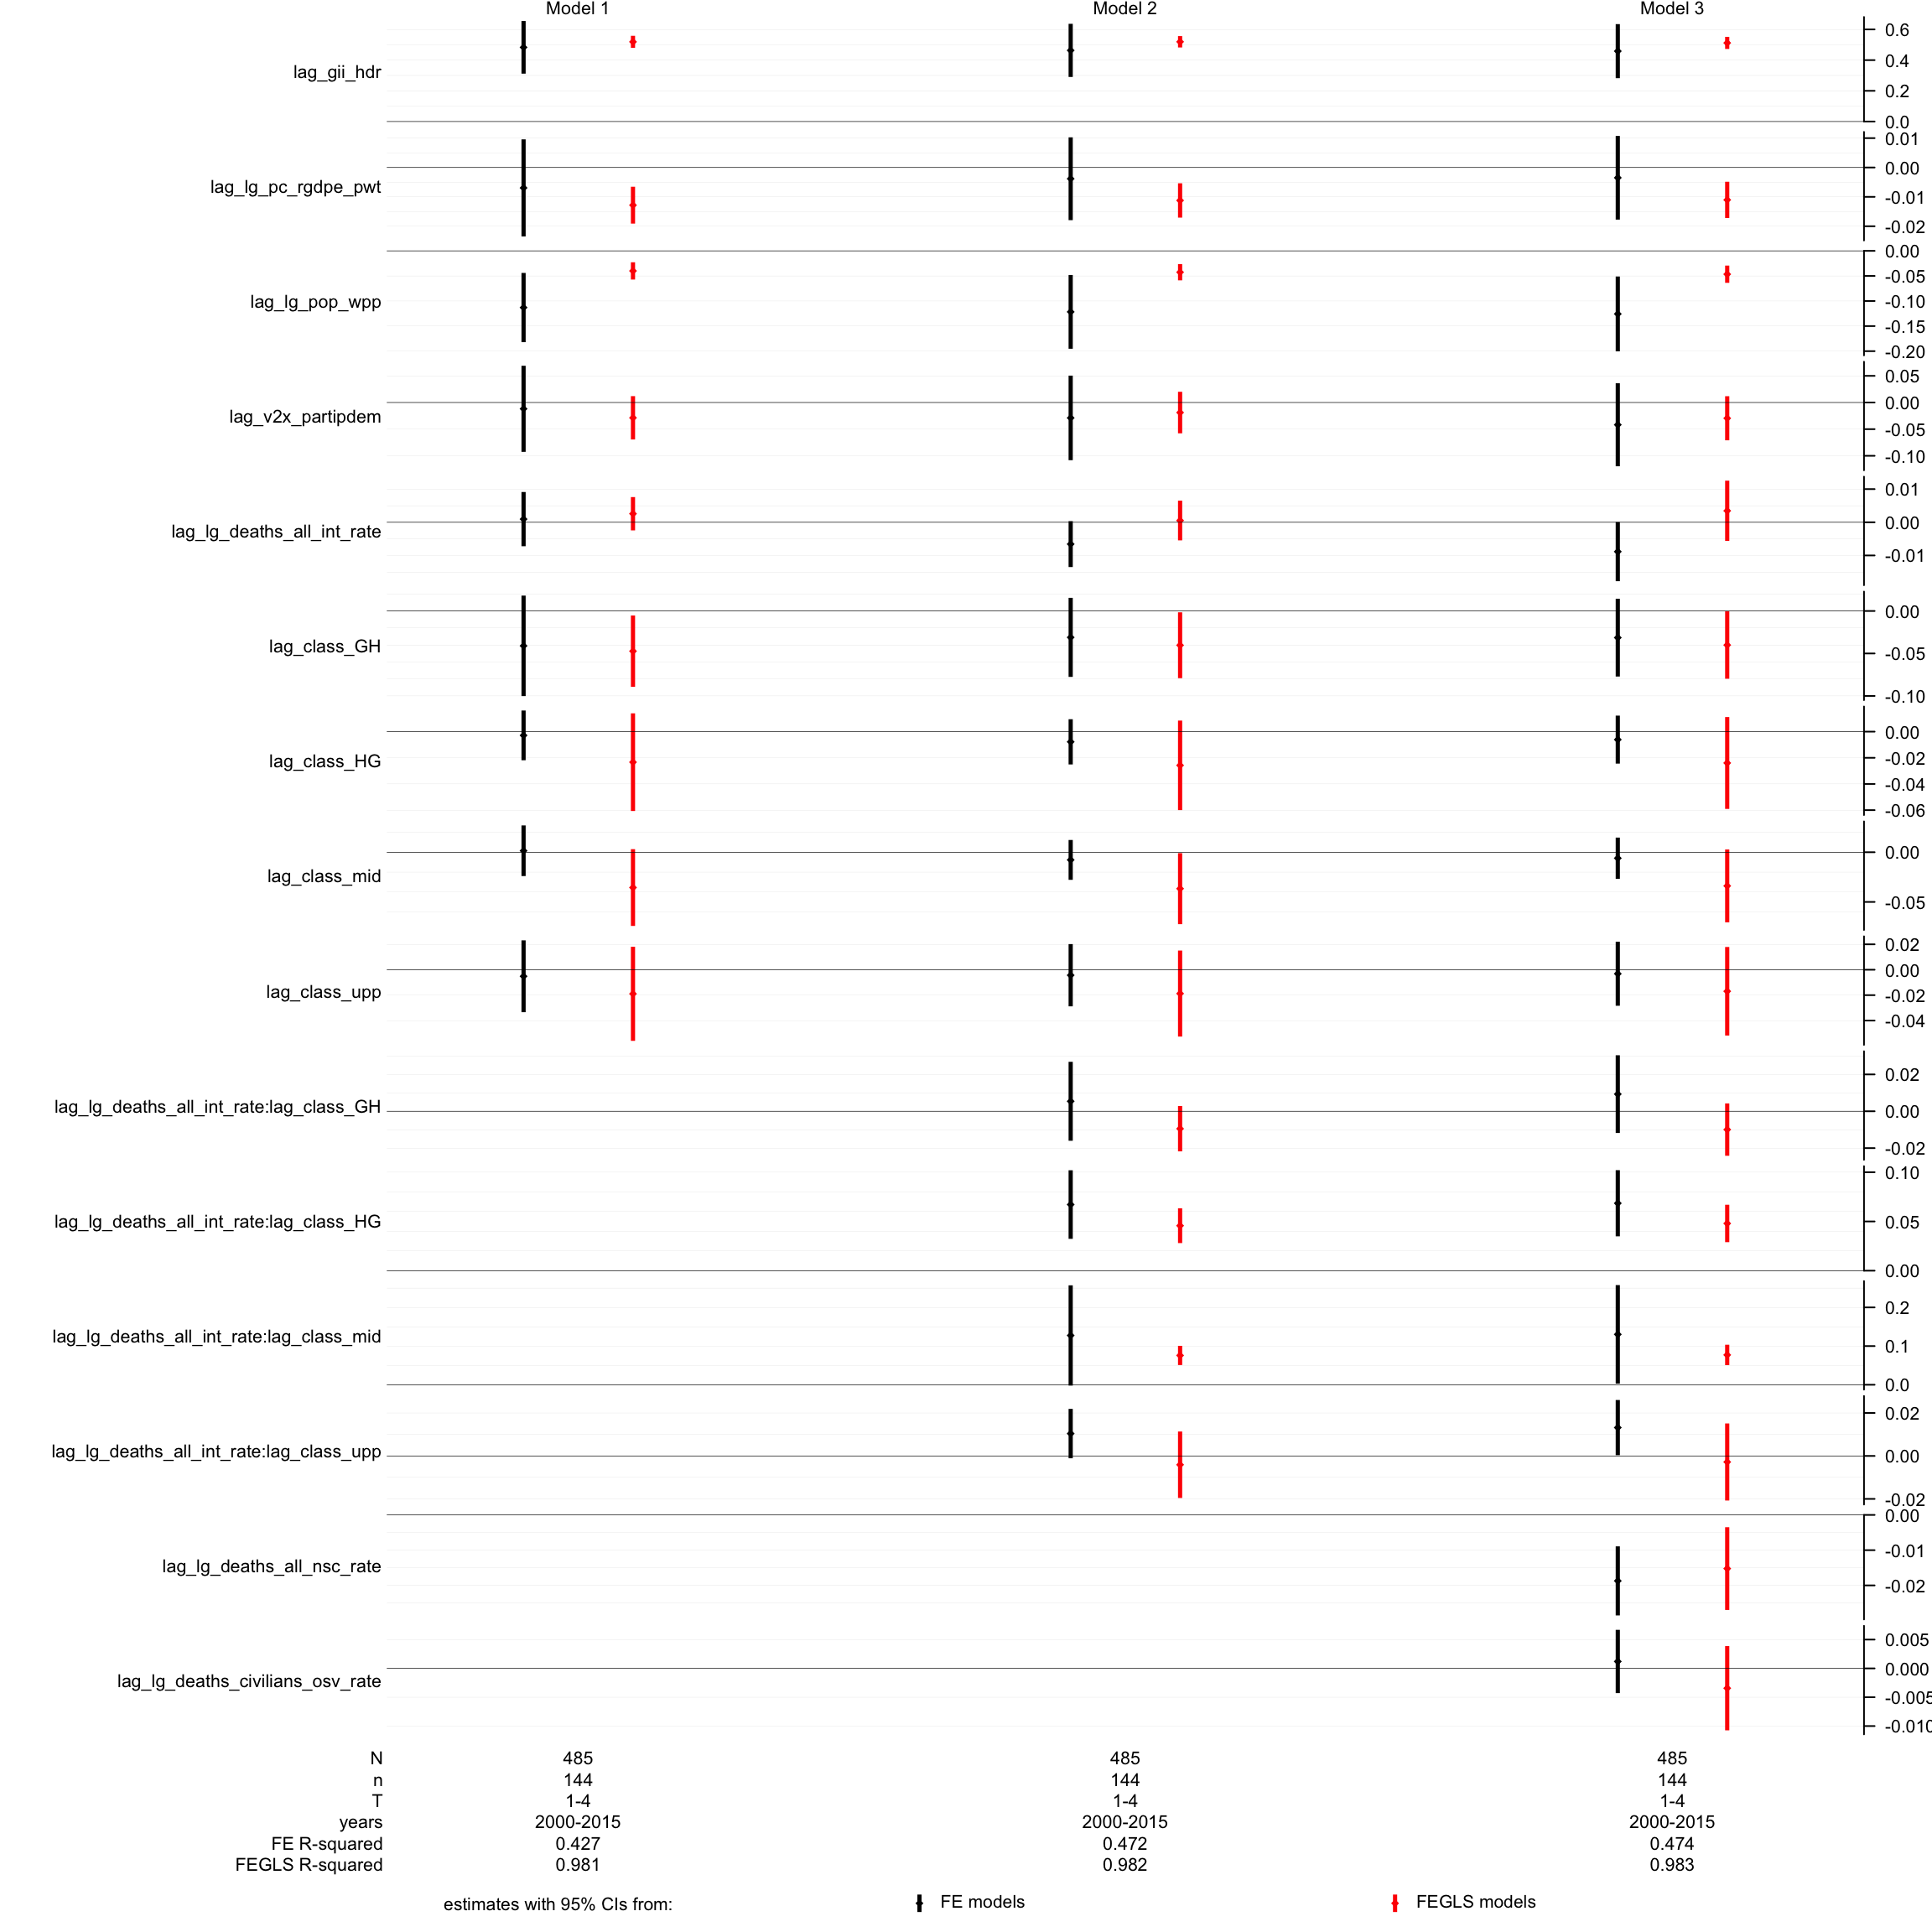 Model 1 Model 2 Model 3
lag_gii_hdr
0.6
0.4
0.2
0.0
lag_lg_pc_rgdpe_pwt
0.01
0.00
-0.01
-0.02
lag_lg_pop_wpp
0.00
-0.05
-0.10
-0.15
-0.20
lag_v2x_partipdem
0.05
0.00
-0.05
-0.10
lag_lg_deaths_all_int_rate
0.01
0.00
-0.01
lag_class_GH
0.00
-0.05
-0.10
lag_class_HG
0.00
-0.02
-0.04
-0.06
lag_class_mid
0.00
-0.05
lag_class_upp
0.02
0.00
-0.02
-0.04
lag_lg_deaths_all_int_rate:lag_class_GH
0.02
0.00
-0.02
lag_lg_deaths_all_int_rate:lag_class_HG
0.10
0.05
0.00
lag_lg_deaths_all_int_rate:lag_class_mid
0.2
0.1
0.0
lag_lg_deaths_all_int_rate:lag_class_upp
0.02
0.00
-0.02
lag_lg_deaths_all_nsc_rate
0.00
-0.01
-0.02
lag_lg_deaths_civilians_osv_rate
0.005
0.000
-0.005
-0.010
N 485 485 485
n 144 144 144
T 1-4 1-4 1-4
years 2000-2015 2000-2015 2000-2015
FE R-squared 0.427 0.472 0.474
FEGLS R-squared 0.981 0.982 0.983
estimates with 95% CIs from: FE models FEGLS models